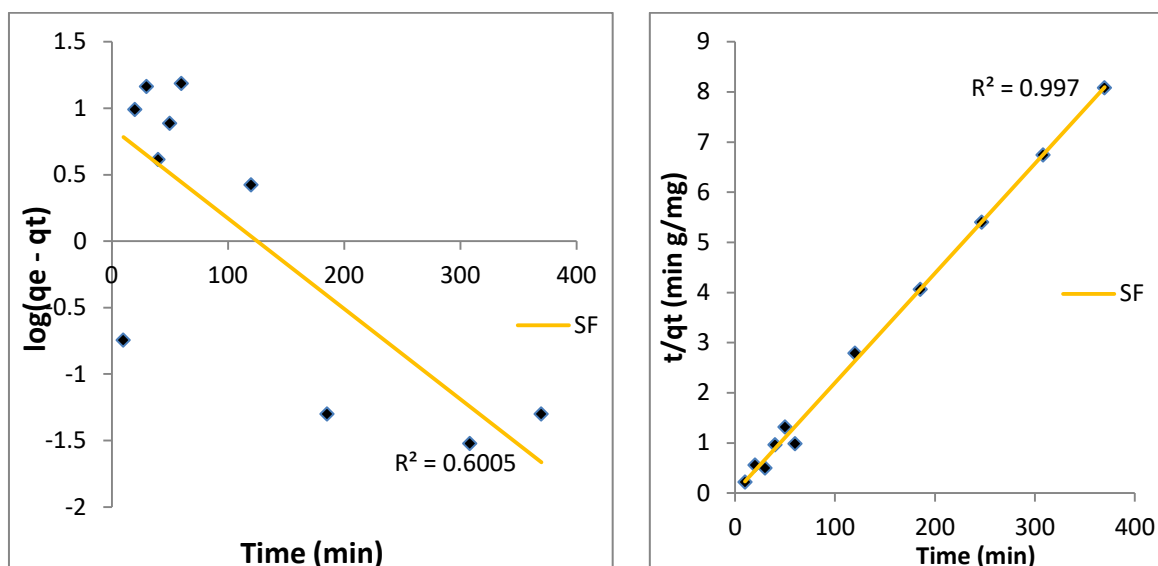 1.5
1
0.5
0
-0.5
-1
-1.5
-2
0 100 200 300 400
log(qe - qt)
Time (min)
SF
R² = 0.6005
9
8
7
6
5
4
3
2
1
0
0 100 200 300 400
t/qt (min g/mg)
Time (min)
SF
R² = 0.997